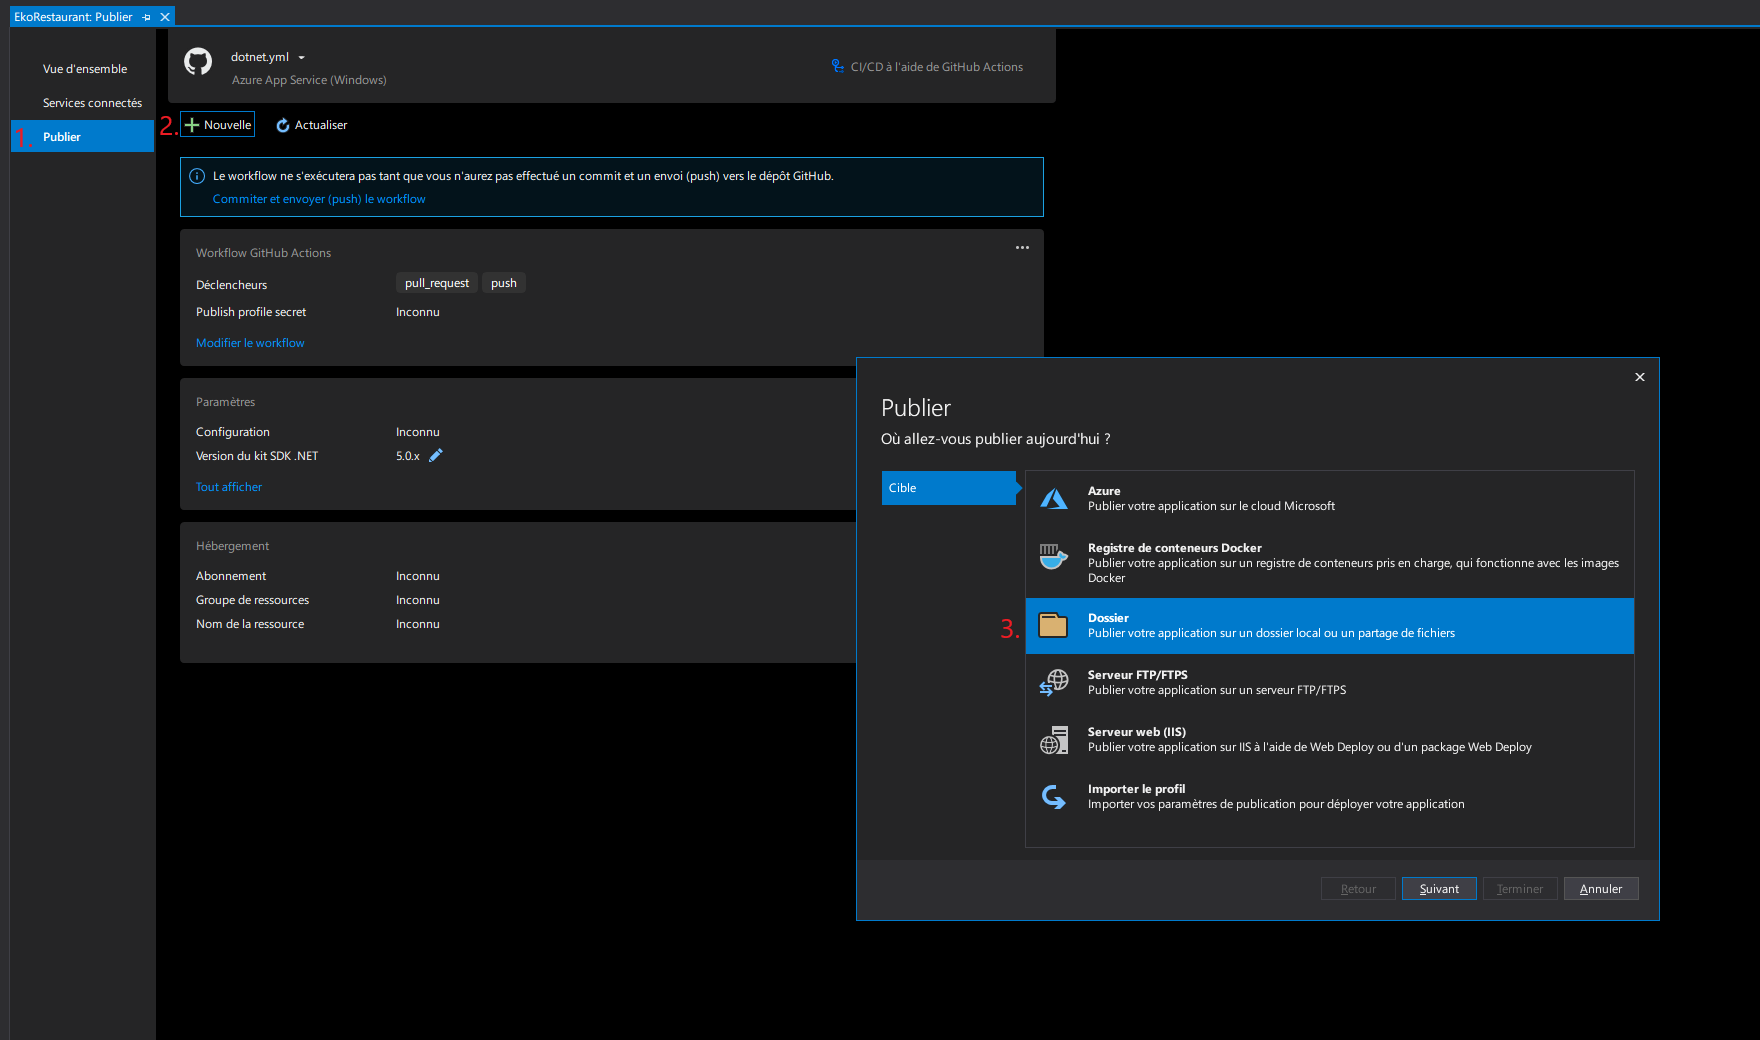 EkoRestaurant: Publier
Vue d'ensemble
Services connectés
1. Publier
dotnet.yml
Azure App Service (Windows)
CI/CD à l'aide de GitHub Actions
2. Nouvelle
Actualiser
Le workflow ne s'exécutera pas tant que vous n'aurez pas effectué un commit et un envoi (push) vers le dépôt GitHub.
Commiter et envoyer (push) le workflow
Workflow GitHub Actions
Déclencheurs pull_request push
Publish profile secret Inconnu
Modifier le workflow
Paramètres
Configuration Inconnu
Version du kit SDK .NET 5.0.x
Tout afficher
Hébergement
Abonnement Inconnu
Groupe de ressources Inconnu
Nom de la ressource Inconnu
Publier
Où allez-vous publier aujourd'hui ?
Cible
Azure
Publier votre application sur le cloud Microsoft
Registre de conteneurs Docker
Publier votre application sur un registre de conteneurs pris en charge, qui fonctionne avec les images
Docker
3. Dossier
Publier votre application sur un dossier local ou un partage de fichiers
Serveur FTP/FTPS
Publier votre application sur un serveur FTP/FTPS
Serveur web (IIS)
Publier votre application sur IIS à l'aide de Web Deploy ou d'un package Web Deploy
Importer le profil
Importer vos paramètres de publication pour déployer votre application
Retour Suivant Terminer Annuler